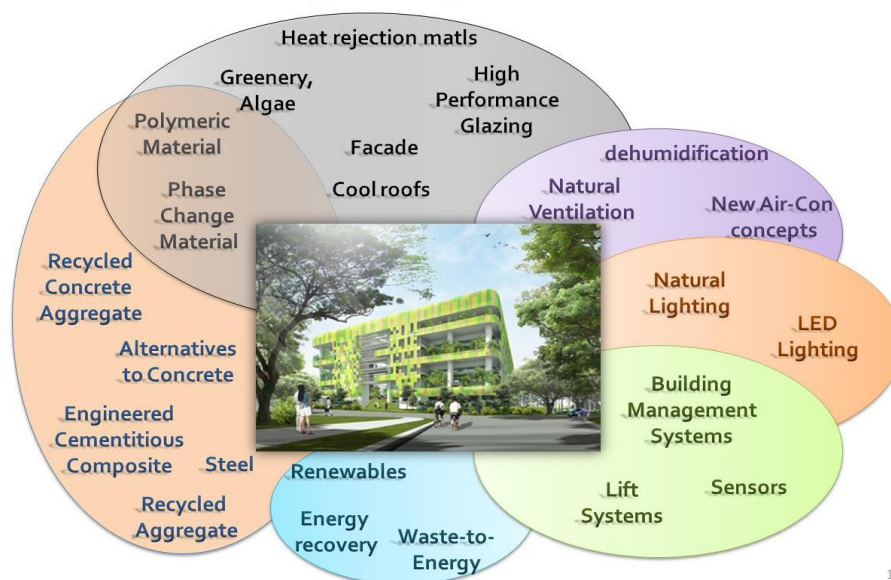 Heat rejection matls
Greenery,
Algae
High
Performance
Glazing
Polymeric
Material
Facade
Phase
Change
Material
Cool roofs
dehumidification
Natural
Ventilation
New Air-Con
concepts
Recycled
Concrete
Aggregate
Natural
Lighting
LED
Lighting
Alternatives
to Concrete
Building
Management
Systems
Engineered
Cementitious
Composite
Steel
Recycled
Aggregate
Renewables
Energy
recovery
Waste-to-
Energy
Lift
Systems
Sensors
1